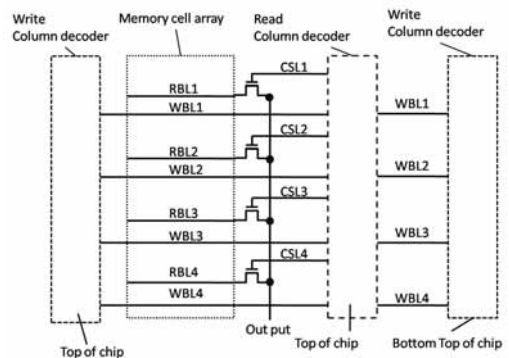 Write
Column decoder
Memory cell array
Read
Column decoder
Write
Column decoder
CSL1
RBL1
WBL1
WBL1
CSL2
RBL2
WBL2
WBL2
CSL3
RBL3
WBL3
WBL3
CSL4
RBL4
WBL4
WBL4
Out put
Top of chip
Top of chip
Bottom Top of chip